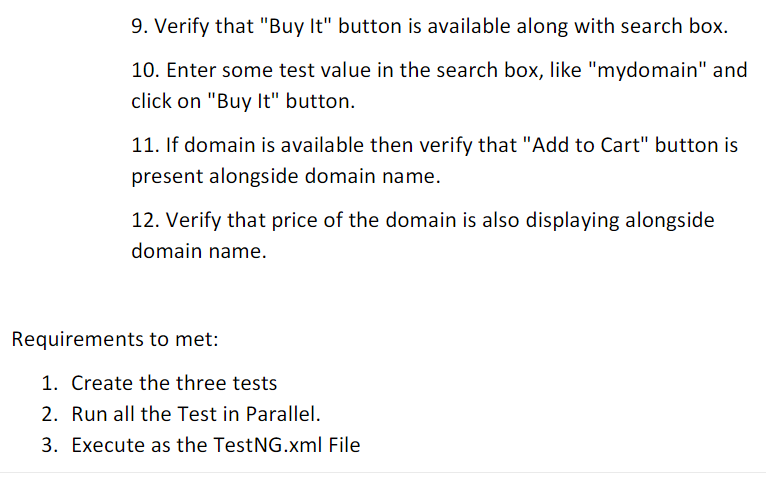 9. Verify that "Buy It" button is available along with search box.
10. Enter some test value in the search box, like "mydomain" and
click on "Buy It" button.
11. If domain is available then verify that "Add to Cart" button is
present alongside domain name.
12. Verify that price of the domain is also displaying alongside
domain name.
Requirements to met:
1. Create the three tests
2. Run all the Test in Parallel.
3. Execute as the TestNG.xml File